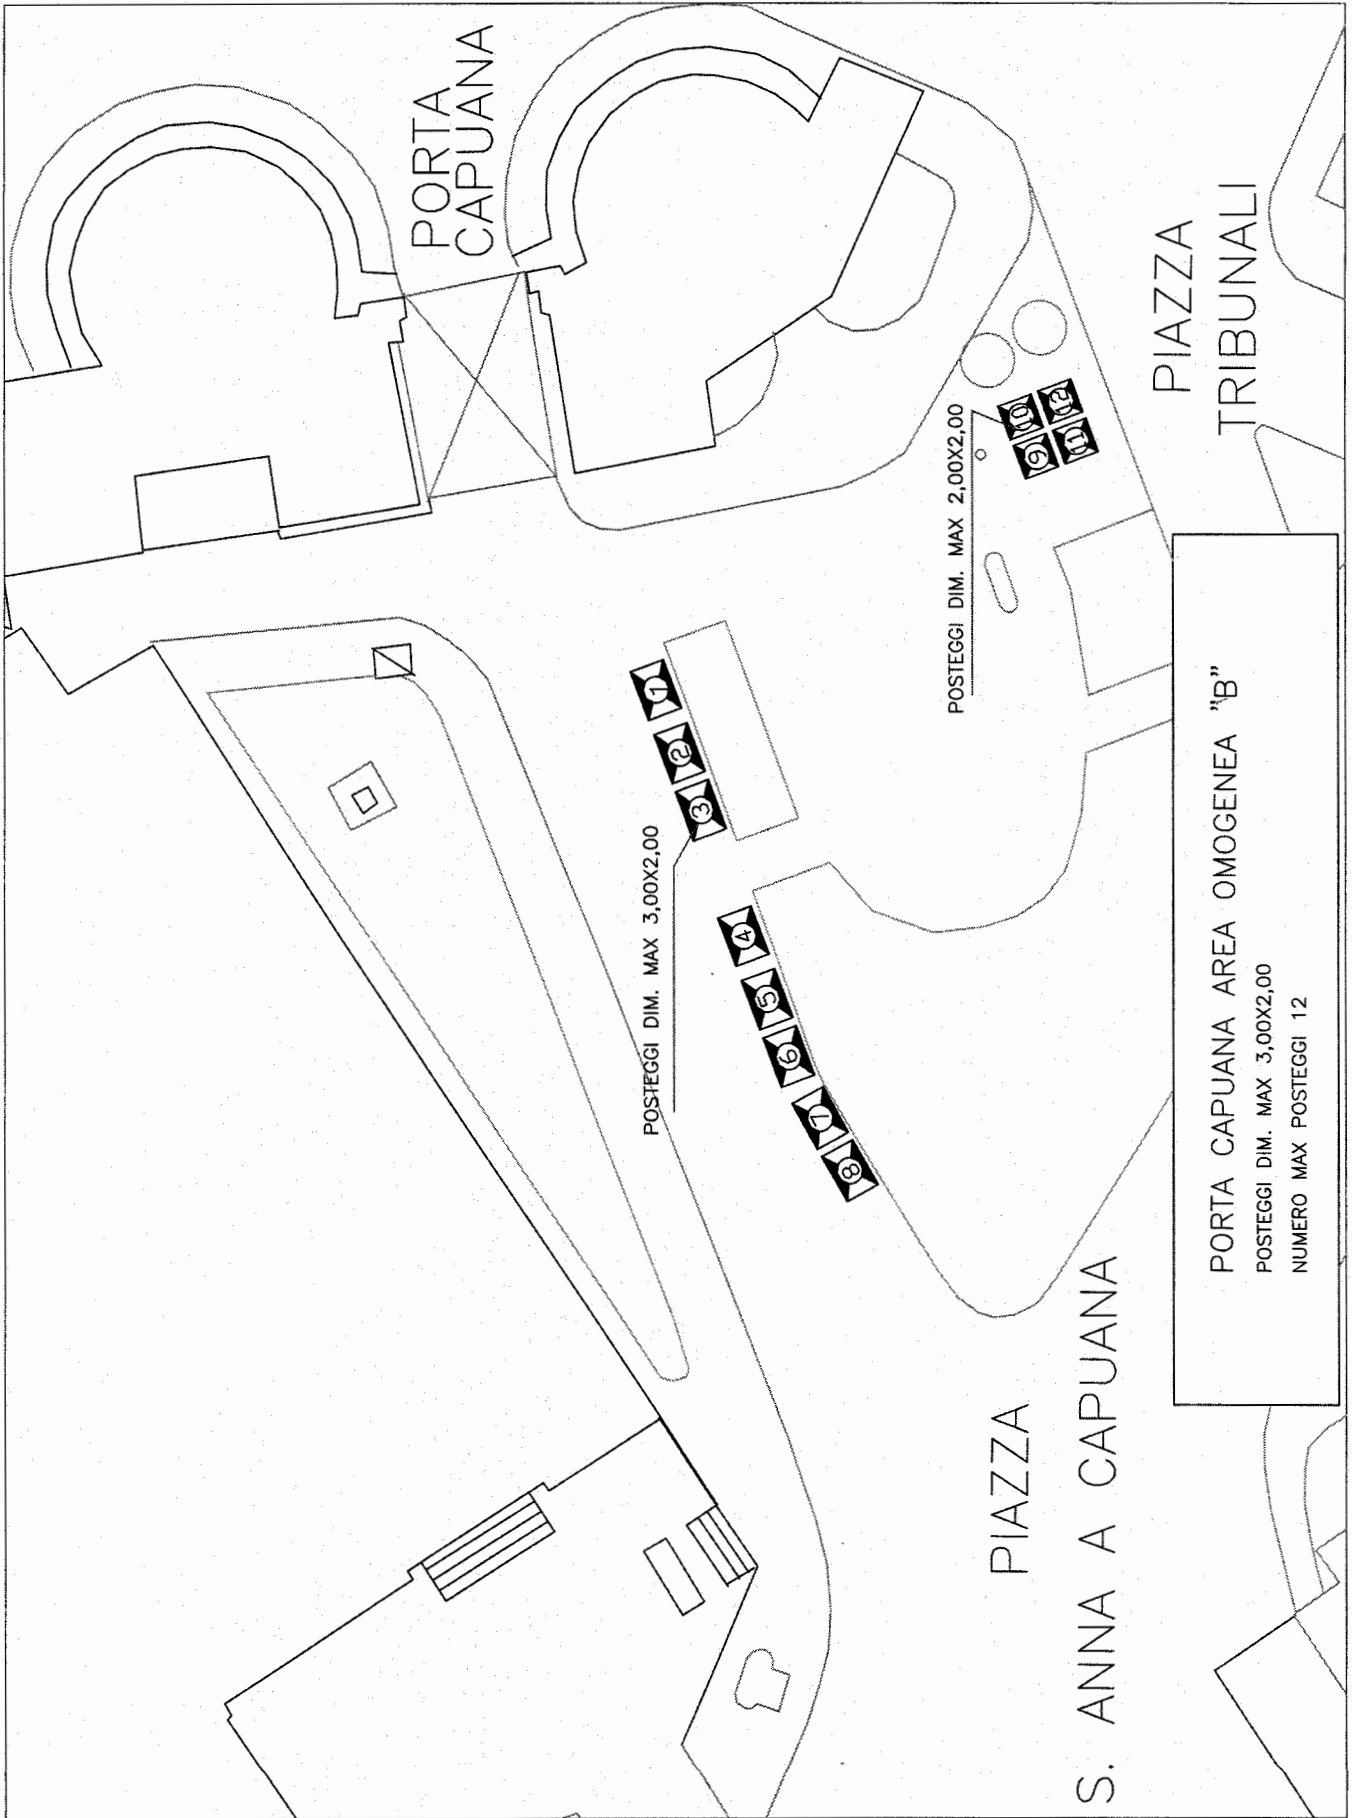 PORTA
CAPUANA
POSTEGGI DIM. MAX 3,00X2,00
1
2
3
4
5
6
7
8
POSTEGGI DIM. MAX 2,00X2,00
9
10
11
12
PIAZZA
TRIBUNALI
PIAZZA
S. ANNA A CAPUANA
PORTA CAPUANA AREA OMOGENEA "B"
POSTEGGI DIM. MAX 3,00X2,00
NUMERO MAX POSTEGGI 12